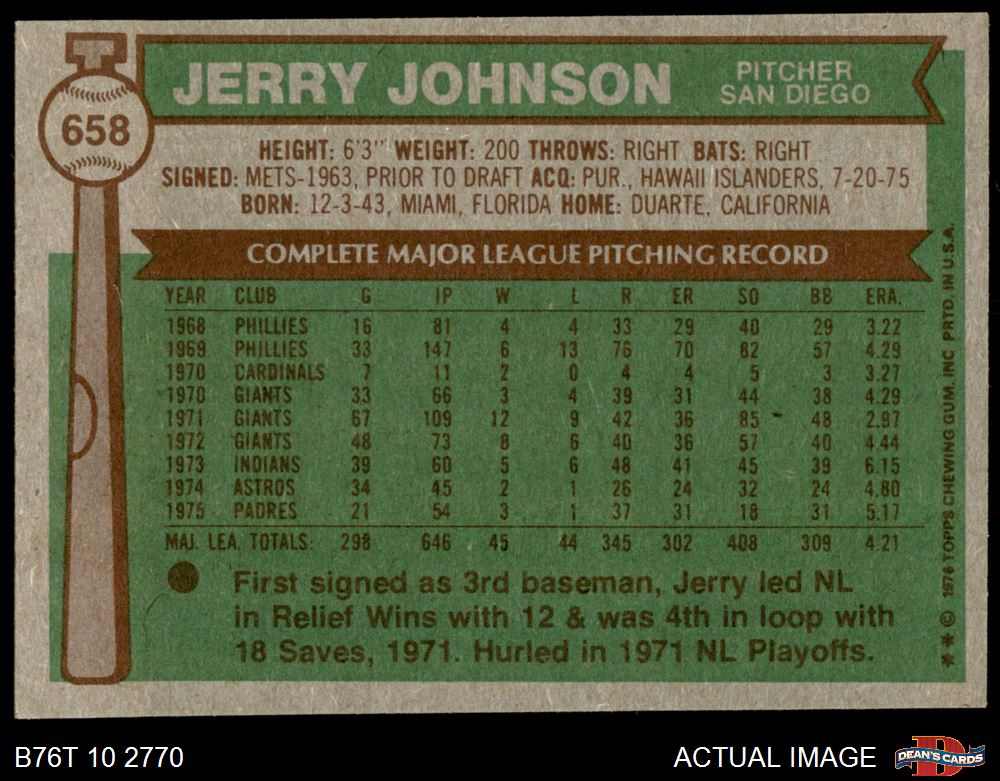 658
JERRY JOHNSON
PITCHER
SAN DIEGO
HEIGHT: 6'3" WEIGHT: 200 THROWS: RIGHT BATS: RIGHT
SIGNED: METS-1963, PRIOR TO DRAFT ACQ: PUR., HAWAII ISLANDERS, 7-20-75
BORN: 12-3-43, MIAMI, FLORIDA HOME: DUARTE, CALIFORNIA
COMPLETE MAJOR LEAGUE PITCHING RECORD
YEAR CLUB G IP W L R ER SO BB ERA.
1968 PHILLIES 16 81 4 4 33 29 40 29 3.22
1969 PHILLIES 33 147 6 13 76 70 82 57 4.29
1970 CARDINALS 7 11 2 0 4 4 5 3 3.27
1970 GIANTS 33 66 3 4 39 31 44 38 4.29
1971 GIANTS 67 109 12 9 42 36 85 48 2.97
1972 GIANTS 48 73 8 6 40 36 57 40 4.44
1973 INDIANS 39 60 5 6 48 41 45 39 6.15
1974 ASTROS 34 45 2 1 26 24 32 24 4.80
1975 PADRES 21 54 3 1 37 31 18 31 5.17
MAJ. LEA. TOTALS: 298 646 45 44 345 302 408 309 4.21
First signed as 3rd baseman, Jerry led NL
in Relief Wins with 12 & was 4th in loop with
18 Saves, 1971. Hurled in 1971 NL Playoffs.
** © 1976 TOPPS CHEWING GUM, INC PRTD. IN U.S.A.
B76T 10 2770
ACTUAL IMAGE
D
DEAN'S CARDS